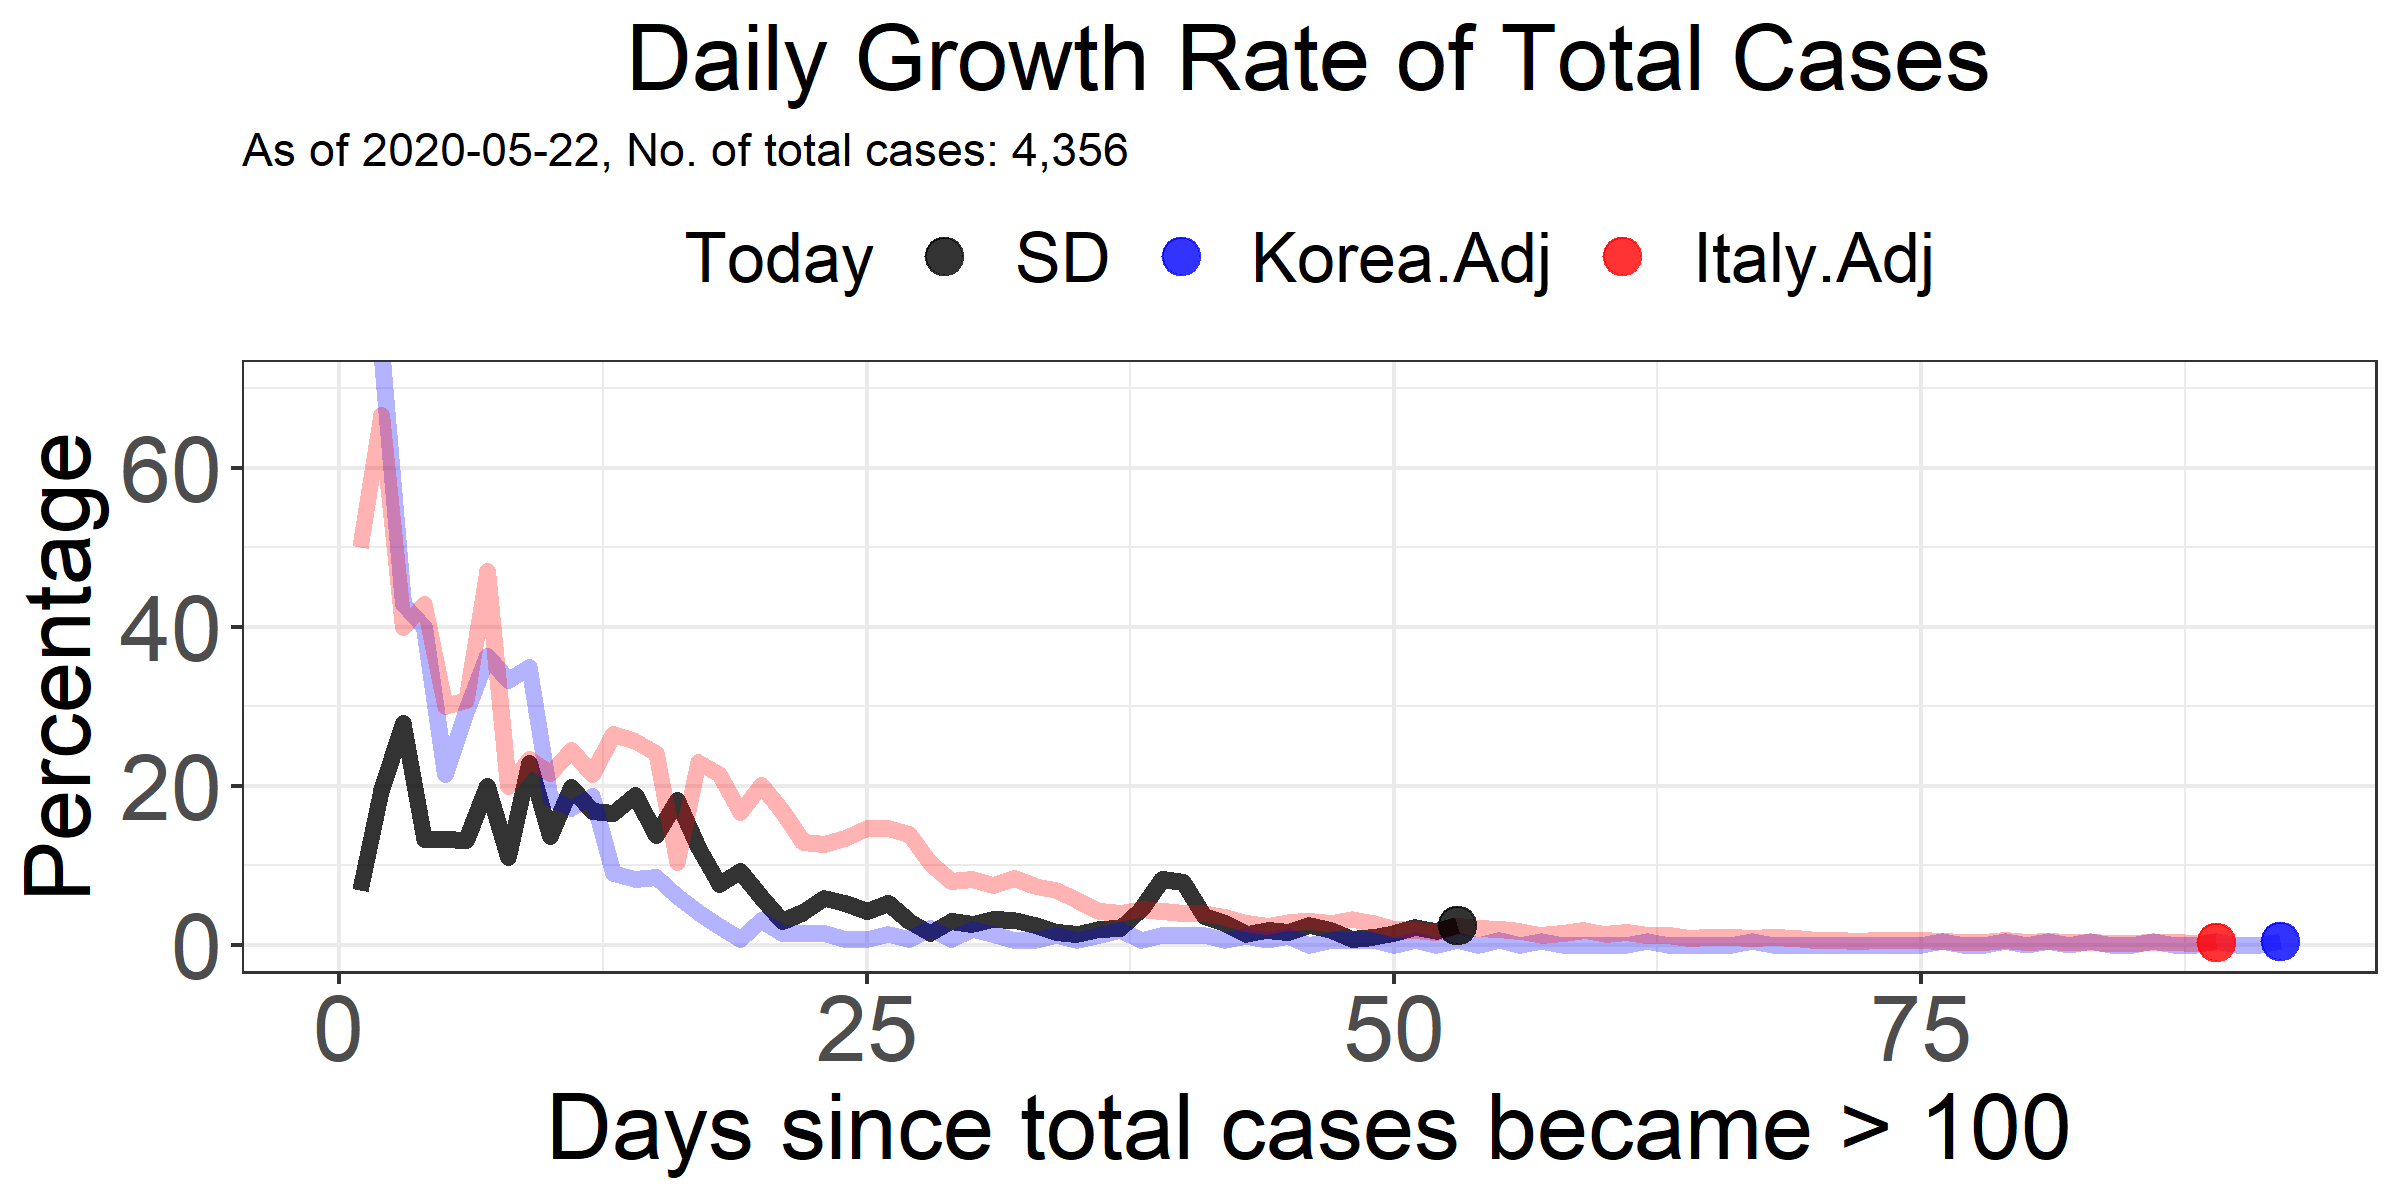 Daily Growth Rate of Total Cases
As of 2020-05-22, No. of total cases: 4,356
Today SD Korea.Adj Italy.Adj
Percentage
60
40
20
0
0 25 50 75
Days since total cases became > 100